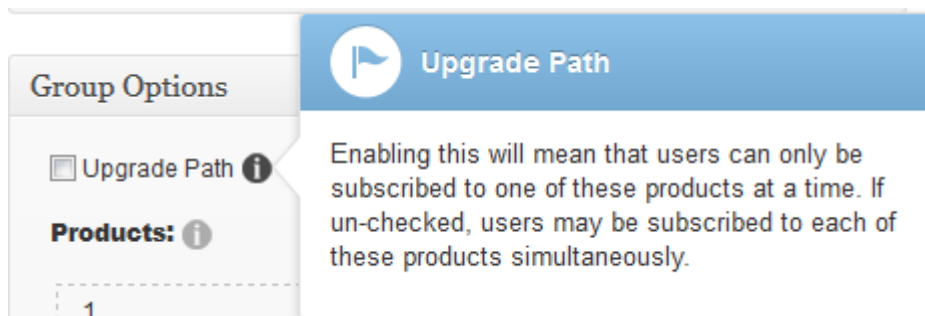 Group Options
Upgrade Path
Products:
1
Upgrade Path
Enabling this will mean that users can only be
subscribed to one of these products at a time. If
un-checked, users may be subscribed to each of
these products simultaneously.